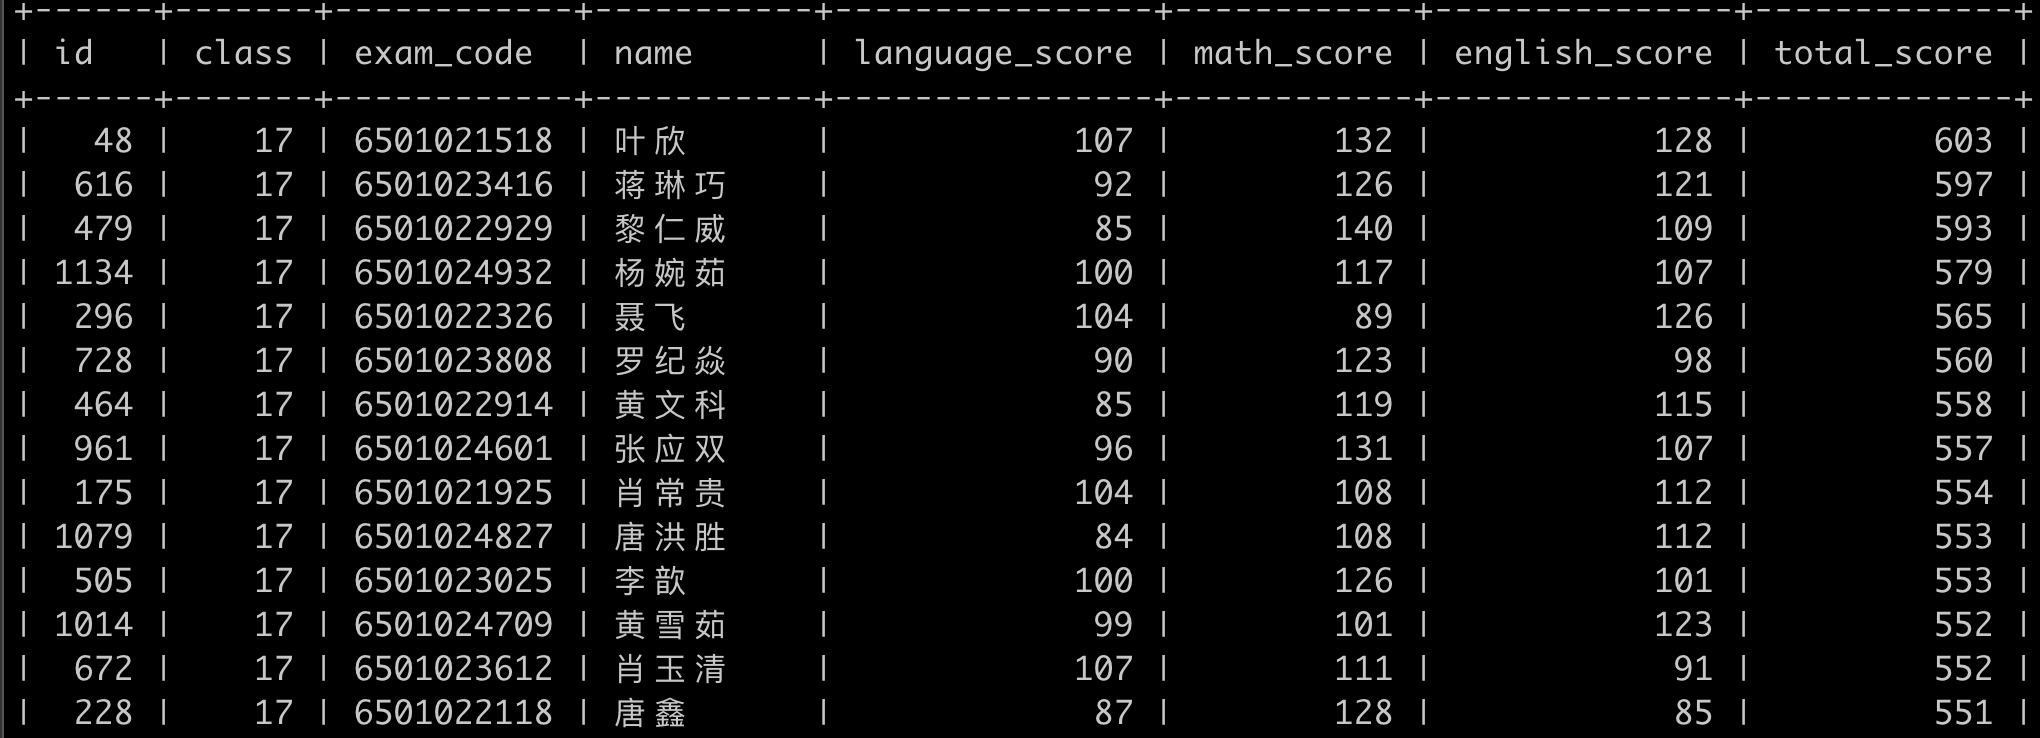 +------+-------+------------+-----------+----------------+------------+---------------+-------------+
| id   | class | exam_code  | name      | language_score | math_score | english_score | total_score |
+------+-------+------------+-----------+----------------+------------+---------------+-------------+
|   48 |    17 | 6501021518 | 叶欣      |            107 |        132 |           128 |         603 |
|  616 |    17 | 6501023416 | 蒋琳巧    |             92 |        126 |           121 |         597 |
|  479 |    17 | 6501022929 | 黎仁威    |             85 |        140 |           109 |         593 |
| 1134 |    17 | 6501024932 | 杨婉茹    |            100 |        117 |           107 |         579 |
|  296 |    17 | 6501022326 | 聂飞      |            104 |         89 |           126 |         565 |
|  728 |    17 | 6501023808 | 罗纪焱    |             90 |        123 |            98 |         560 |
|  464 |    17 | 6501022914 | 黄文科    |             85 |        119 |           115 |         558 |
|  961 |    17 | 6501024601 | 张应双    |             96 |        131 |           107 |         557 |
|  175 |    17 | 6501021925 | 肖常贵    |            104 |        108 |           112 |         554 |
| 1079 |    17 | 6501024827 | 唐洪胜    |             84 |        108 |           112 |         553 |
|  505 |    17 | 6501023025 | 李歆      |            100 |        126 |           101 |         553 |
| 1014 |    17 | 6501024709 | 黄雪茹    |             99 |        101 |           123 |         552 |
|  672 |    17 | 6501023612 | 肖玉清    |            107 |        111 |            91 |         552 |
|  228 |    17 | 6501022118 | 唐鑫      |             87 |        128 |            85 |         551 |